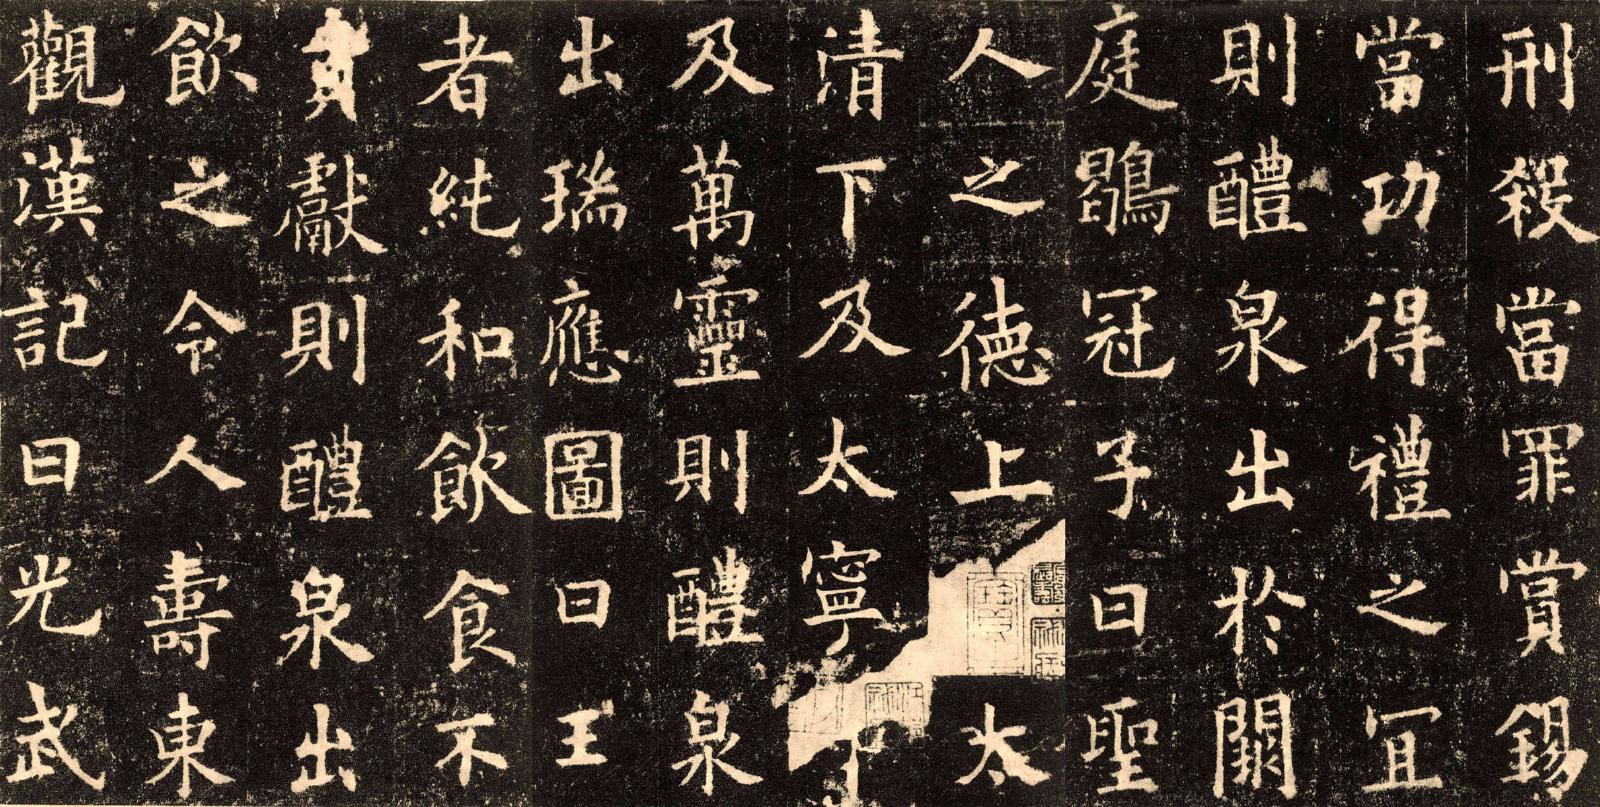 刑殺當罪賞錫
當功得禮之宜
則醴泉出於闕
庭鶡冠子曰聖
人之德上太
清下及太寧
及萬靈則醴泉
出瑞應圖曰王
者純和飲食不
貢獻則醴泉出
飲之令人壽東
觀漢記曰光武